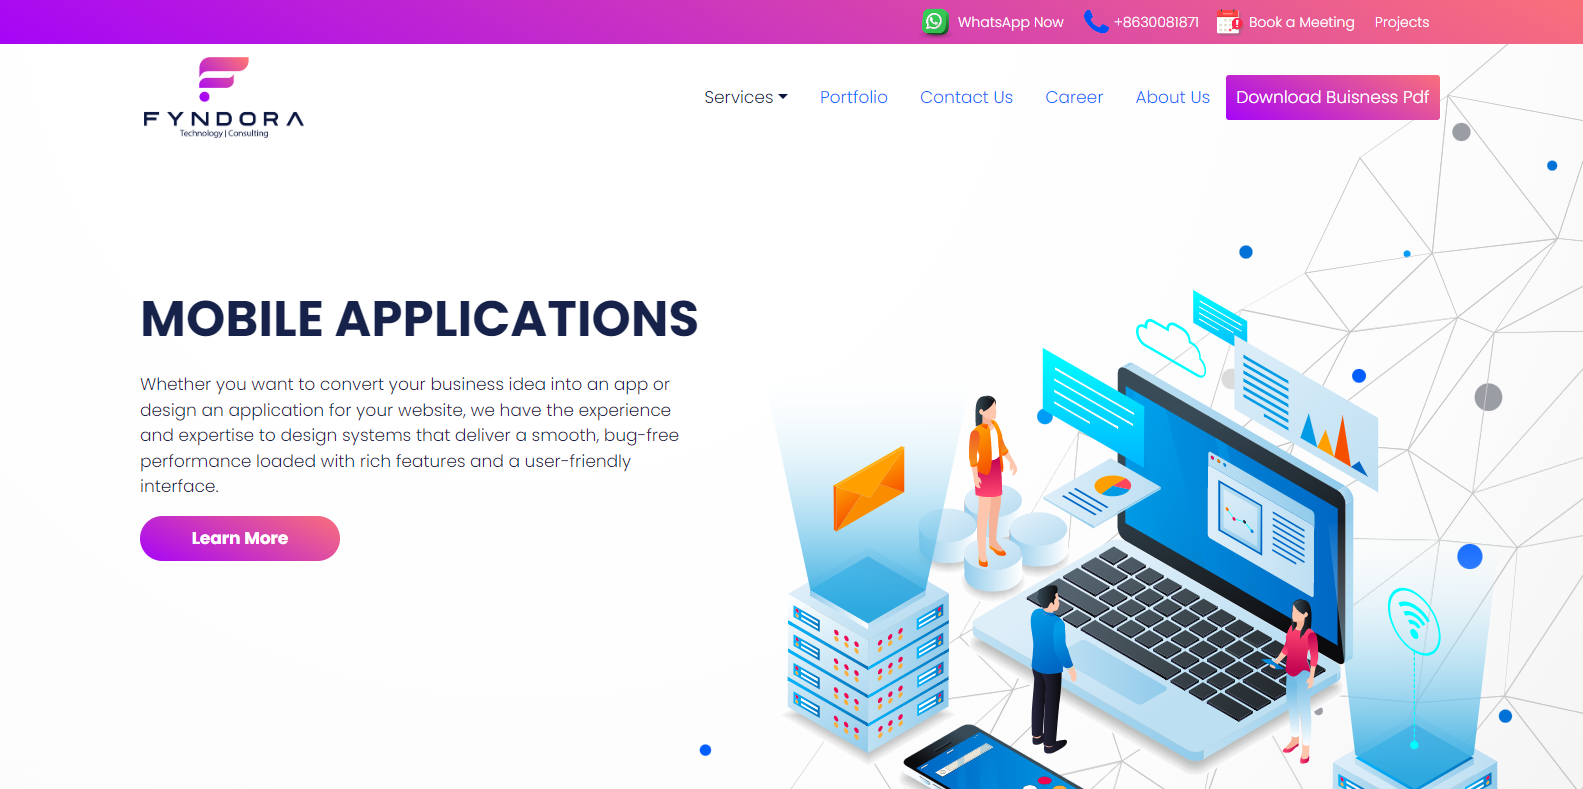 WhatsApp Now
+8630081871
Book a Meeting
Projects
FYNDORA
Technology | Consulting
Services
Portfolio
Contact Us
Career
About Us
Download Buisness Pdf
MOBILE APPLICATIONS
Whether you want to convert your business idea into an app or
design an application for your website, we have the experience
and expertise to design systems that deliver a smooth, bug-free
performance loaded with rich features and a user-friendly
interface.
Learn More